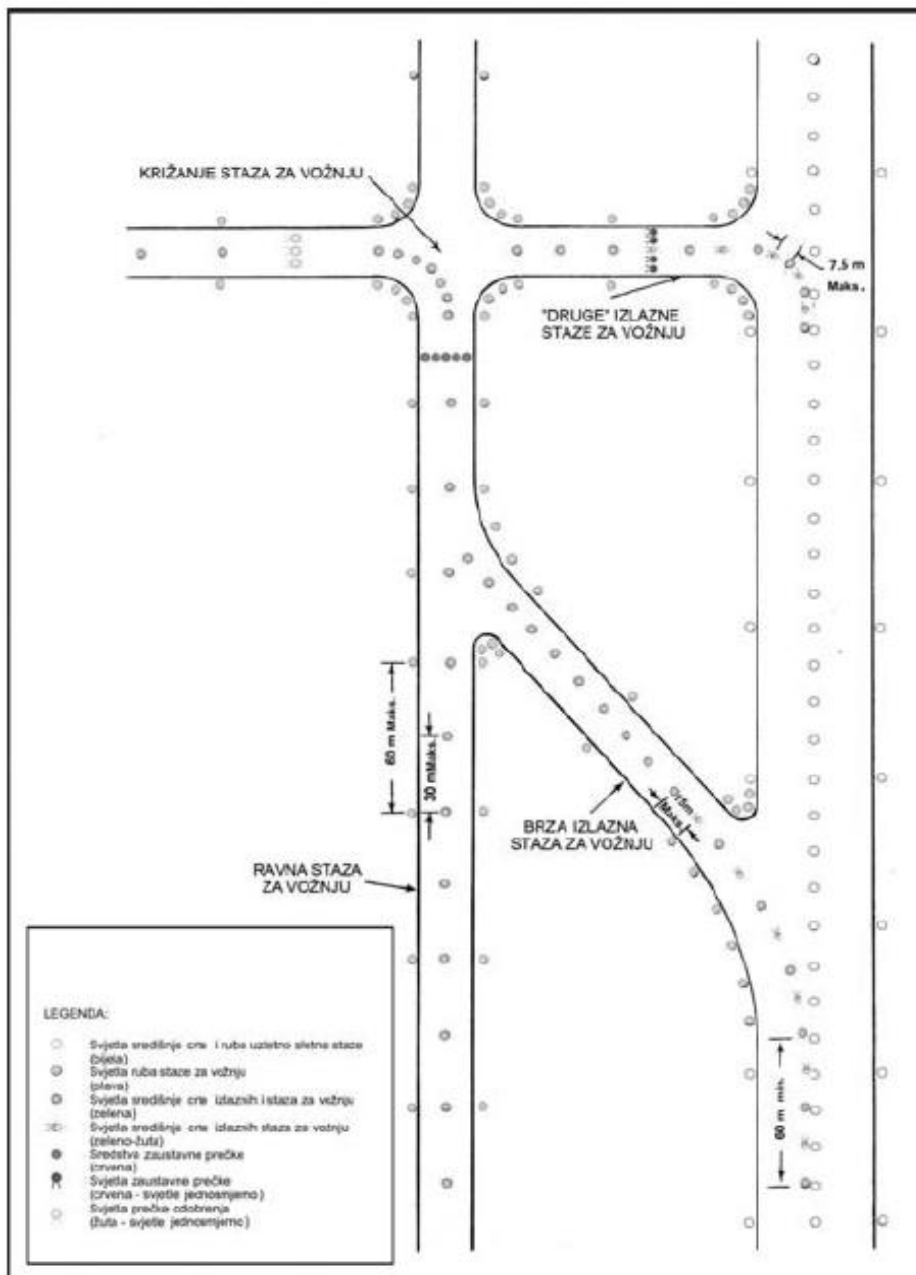 KRIŽANJE STAZA ZA VOŽNJU
7.5 m
Maks.
"DRUGE" IZLAZNE
STAZE ZA VOŽNJU
60 m Maks.
30 mMaks.
15m
Maks.
BRZA IZLAZNA
STAZA ZA VOŽNJU
RAVNA STAZA
ZA VOŽNJU
60 m min.
LEGENDA:
Svjetla središnje crte i ruba uzletno sletne staze
(bijela)
Svjetla ruba staze za vožnju
(plava)
Svjetla središnje crte izlaznih i staza za vožnju
(zelena)
Svjetla središnje crte izlaznih staza za vožnju
(zeleno-žuta)
Sredstva zaustavne prečke
(crvena)
Svjetla zaustavne prečke
(crvena - svjetle jednosmjerno)
Svjetla prečke odobrenja
(žuta - svjetle jednosmjerno)